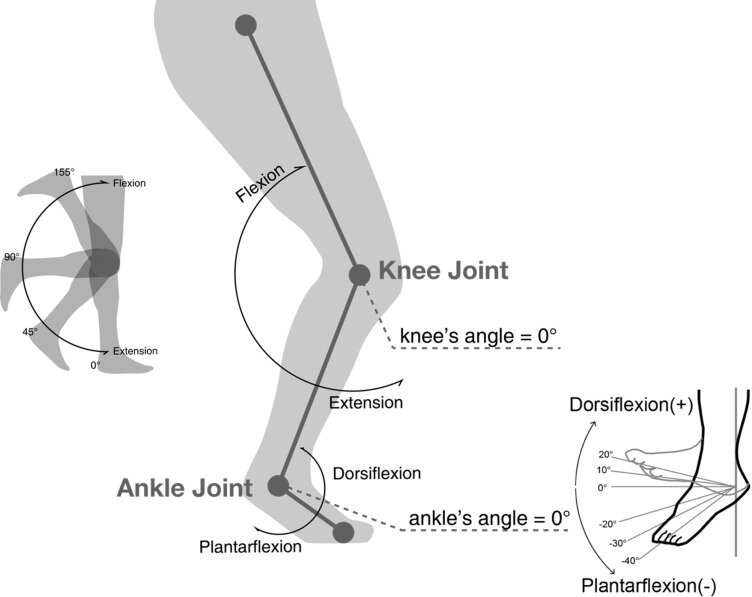 155°
Flexion
90°
45°
Extension
0°
Flexion
Knee Joint
knee's angle = 0°
Extension
Dorsiflexion
Ankle Joint
ankle's angle = 0°
Plantarflexion
Dorsiflexion(+)
20°
10°
0°
-20°
-30°
-40°
Plantarflexion(-)